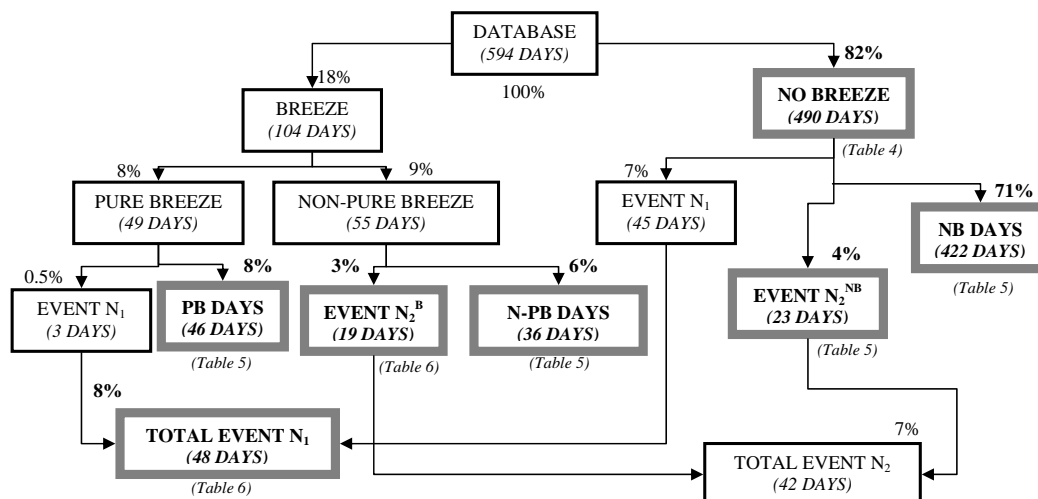 DATABASE
(594 DAYS)
100%
18%
82%
BREEZE
(104 DAYS)
NO BREEZE
(490 DAYS)
(Table 4)
8%
9%
7%
71%
PURE BREEZE
(49 DAYS)
NON-PURE BREEZE
(55 DAYS)
EVENT N₁
(45 DAYS)
NB DAYS
(422 DAYS)
(Table 5)
0.5%
8%
3%
6%
4%
EVENT N₁
(3 DAYS)
PB DAYS
(46 DAYS)
(Table 5)
EVENT N₂ᴮ
(19 DAYS)
(Table 6)
N-PB DAYS
(36 DAYS)
(Table 5)
EVENT N₂ᴺᴮ
(23 DAYS)
(Table 5)
8%
7%
TOTAL EVENT N₁
(48 DAYS)
(Table 6)
TOTAL EVENT N₂
(42 DAYS)